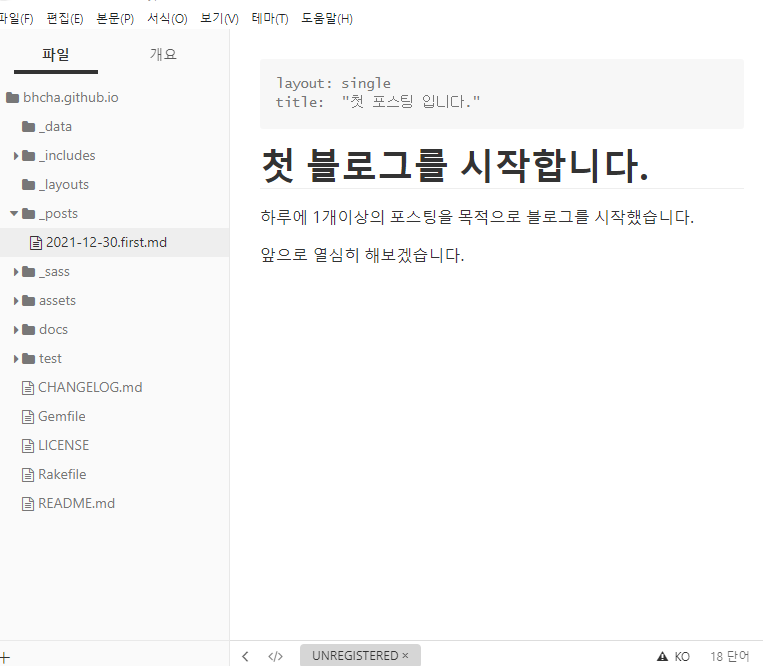 파일(F) 편집(E) 본문(P) 서식(O) 보기(V) 테마(T) 도움말(H)
파일 개요
bhcha.github.io
_data
_includes
_layouts
_posts
2021-12-30.first.md
_sass
assets
docs
test
CHANGELOG.md
Gemfile
LICENSE
Rakefile
README.md
layout: single
title: "첫 포스팅 입니다."
첫 블로그를 시작합니다.
하루에 1개이상의 포스팅을 목적으로 블로그를 시작했습니다.
앞으로 열심히 해보겠습니다.
UNREGISTERED × KO 18 단어